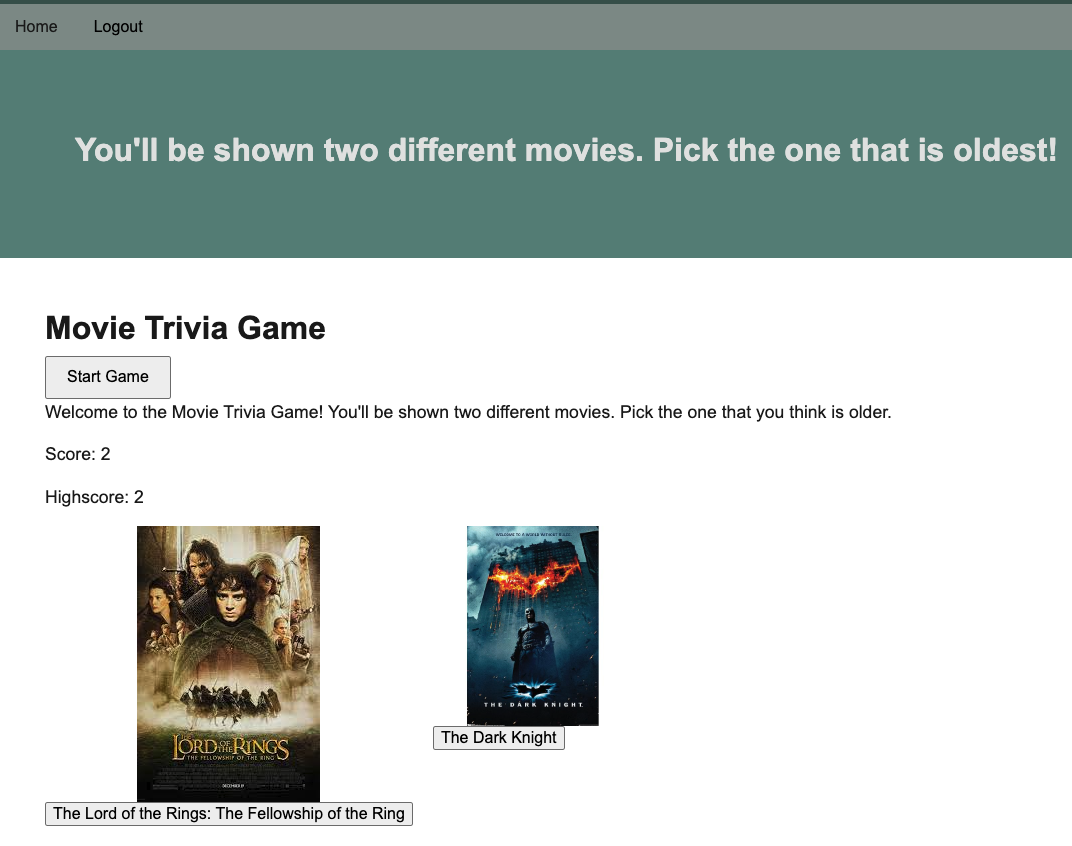 Home Logout
You'll be shown two different movies. Pick the one that is oldest!
Movie Trivia Game
Start Game
Welcome to the Movie Trivia Game! You'll be shown two different movies. Pick the one that you think is older.
Score: 2
Highscore: 2
THE LORD OF THE RINGS
THE FELLOWSHIP OF THE RING
DECEMBER 19
The Lord of the Rings: The Fellowship of the Ring
WELCOME TO A WORLD WITHOUT RULES.
THE DARK KNIGHT
The Dark Knight